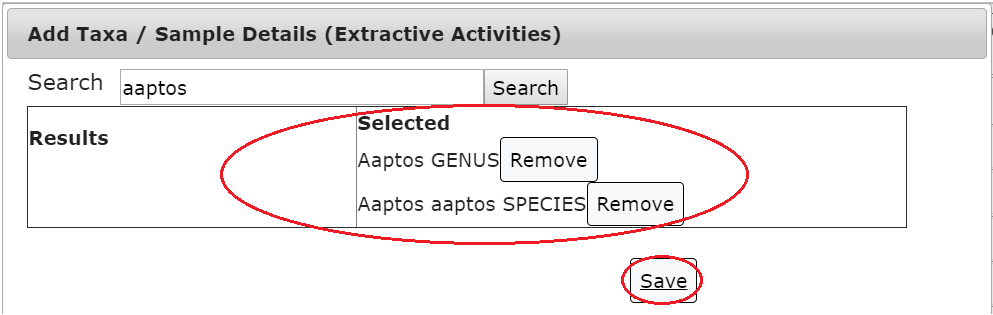 Add Taxa / Sample Details (Extractive Activities)
Search aaptos Search
Results
Selected
Aaptos GENUS Remove
Aaptos aaptos SPECIES Remove
Save